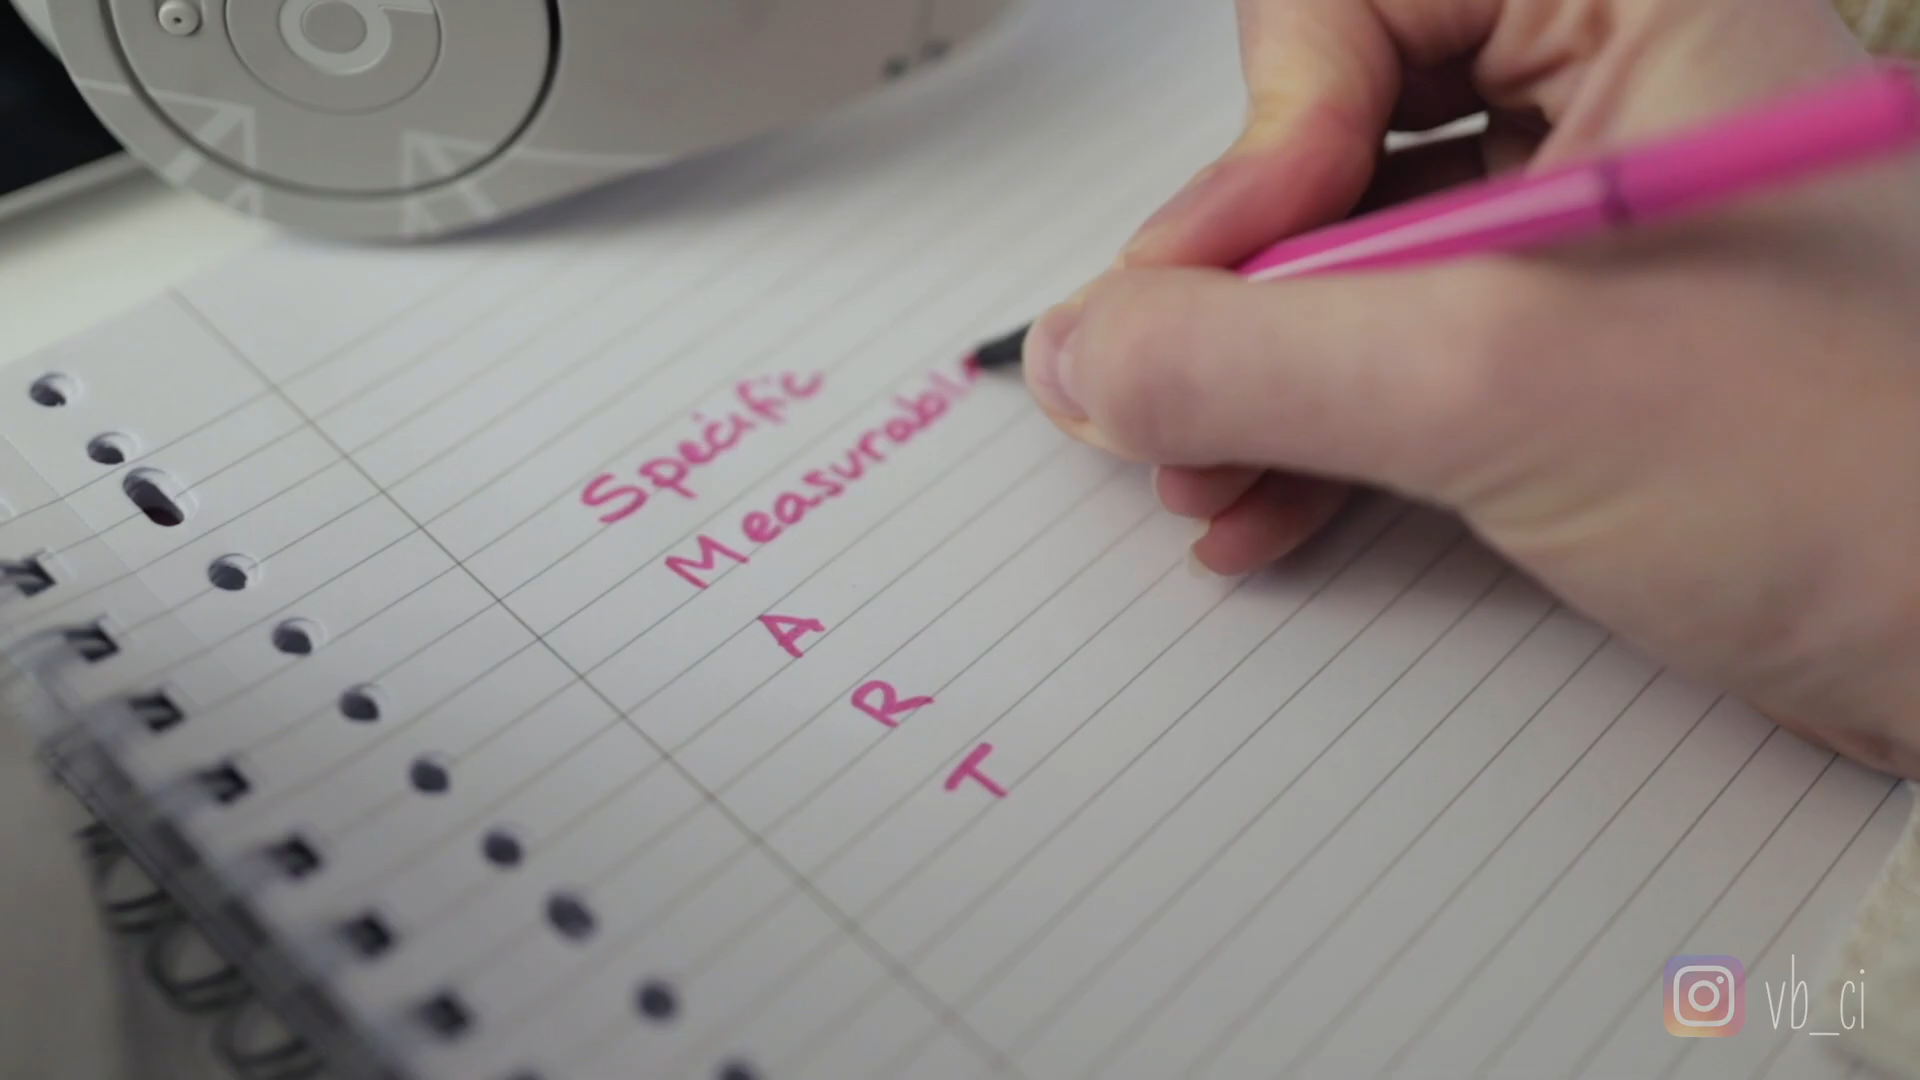 Specific
Measurabl
A
R
T
vb_ci